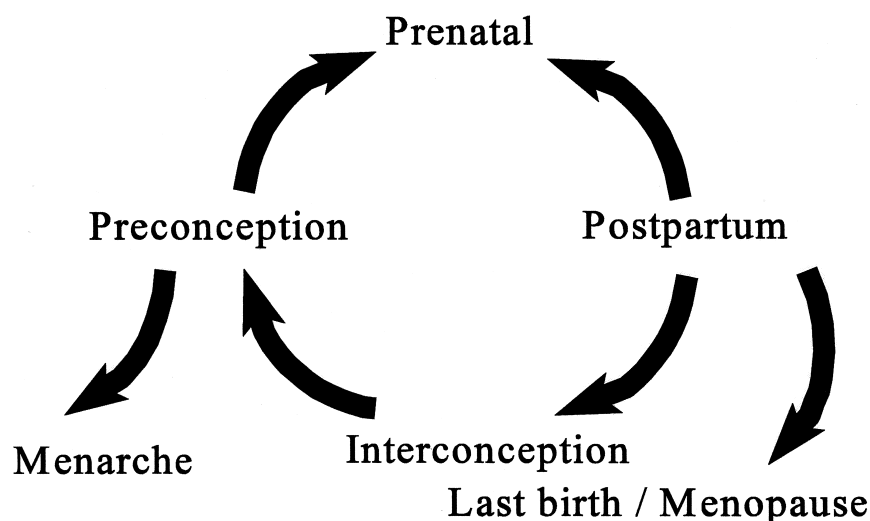 Prenatal
Preconception
Postpartum
Menarche
Interconception
Last birth / Menopause